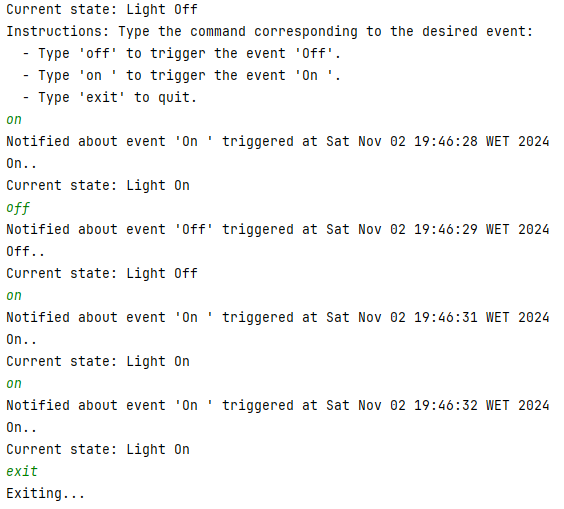 Current state: Light Off
Instructions: Type the command corresponding to the desired event:
  - Type 'off' to trigger the event 'Off'.
  - Type 'on ' to trigger the event 'On '.
  - Type 'exit' to quit.
on
Notified about event 'On ' triggered at Sat Nov 02 19:46:28 WET 2024
On..
Current state: Light On
off
Notified about event 'Off' triggered at Sat Nov 02 19:46:29 WET 2024
Off..
Current state: Light Off
on
Notified about event 'On ' triggered at Sat Nov 02 19:46:31 WET 2024
On..
Current state: Light On
on
Notified about event 'On ' triggered at Sat Nov 02 19:46:32 WET 2024
On..
Current state: Light On
exit
Exiting...